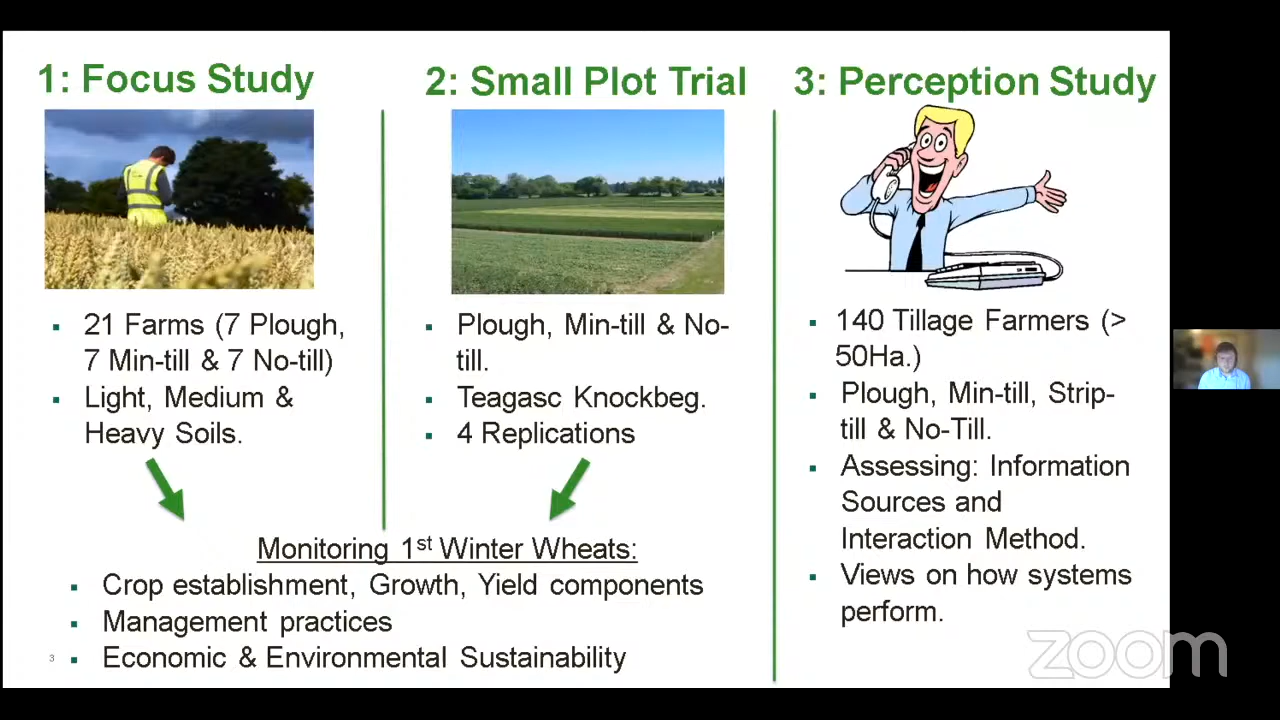 1: Focus Study
2: Small Plot Trial
3: Perception Study
▪ 21 Farms (7 Plough,
7 Min-till & 7 No-till)
▪ Light, Medium &
Heavy Soils.
▪ Plough, Min-till & No-
till.
▪ Teagasc Knockbeg.
▪ 4 Replications
Monitoring 1st Winter Wheats:
▪ Crop establishment, Growth, Yield components
▪ Management practices
▪ Economic & Environmental Sustainability
▪ 140 Tillage Farmers (>
50Ha.)
▪ Plough, Min-till, Strip-
till & No-Till.
▪ Assessing: Information
Sources and
Interaction Method.
▪ Views on how systems
perform.
3
zoom